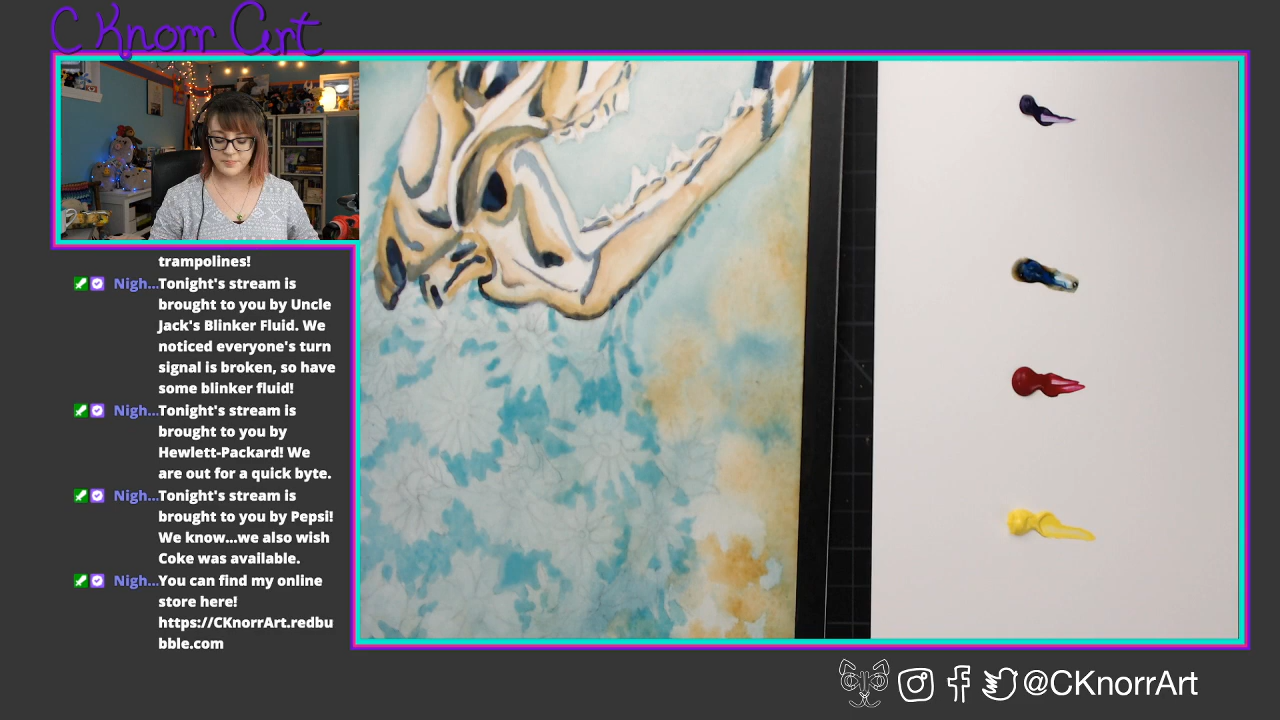 C Knorr Art
trampolines!
Nigh... Tonight's stream is
brought to you by Uncle
Jack's Blinker Fluid. We
noticed everyone's turn
signal is broken, so have
some blinker fluid!
Nigh... Tonight's stream is
brought to you by
Hewlett-Packard! We
are out for a quick byte.
Nigh... Tonight's stream is
brought to you by Pepsi!
We know...we also wish
Coke was available.
Nigh... You can find my online
store here!
https://CKnorrArt.redbu
bble.com
@CKnorrArt